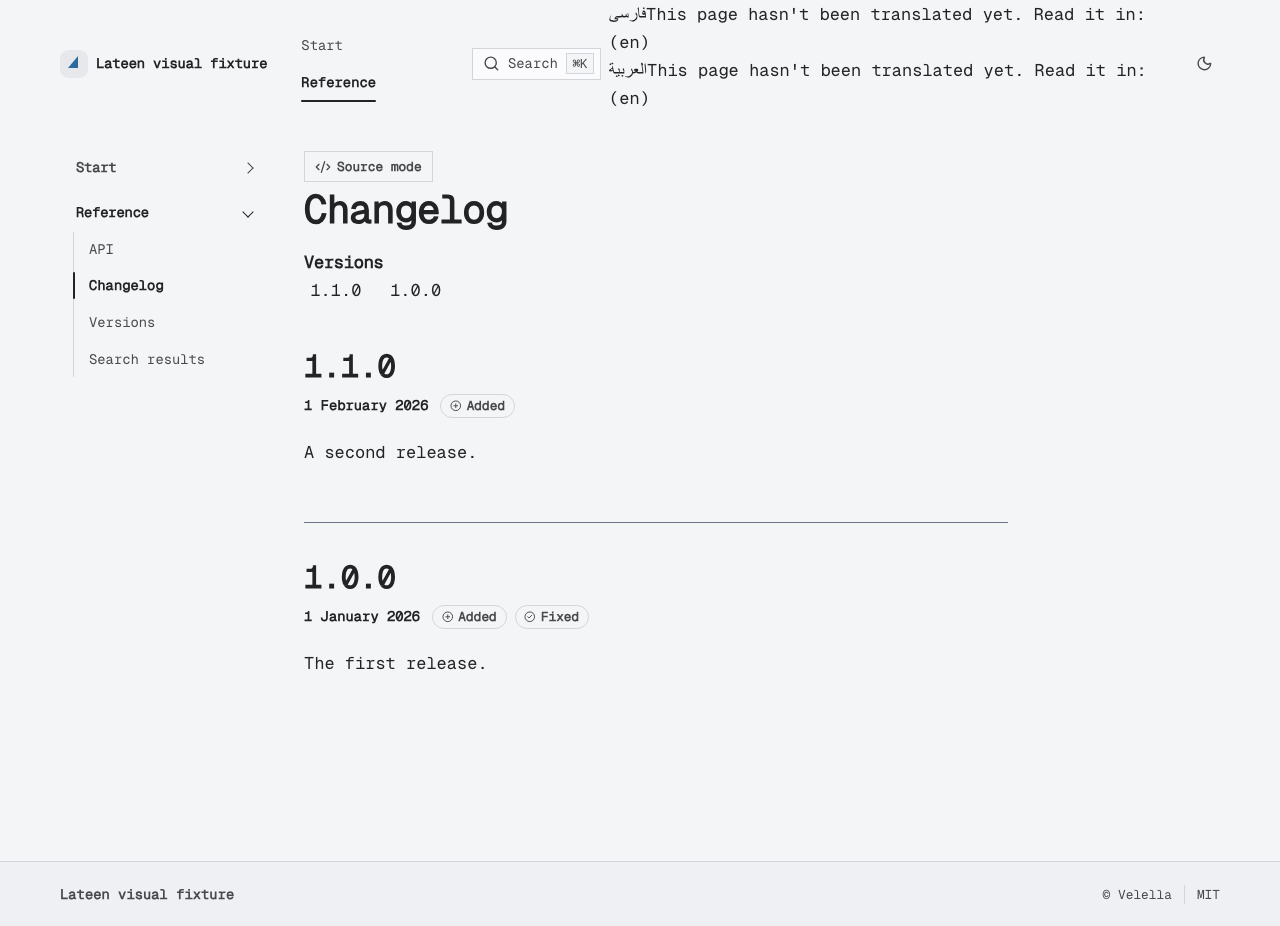 Lateen visual fixture
Start
Reference
Search ⌘K
فارسیThis page hasn't been translated yet. Read it in:
(en)
العربيةThis page hasn't been translated yet. Read it in:
(en)
Start
Reference
API
Changelog
Versions
Search results
Source mode
Changelog
Versions
1.1.0 1.0.0
1.1.0
1 February 2026 Added
A second release.
1.0.0
1 January 2026 Added Fixed
The first release.
Lateen visual fixture
© Velella MIT